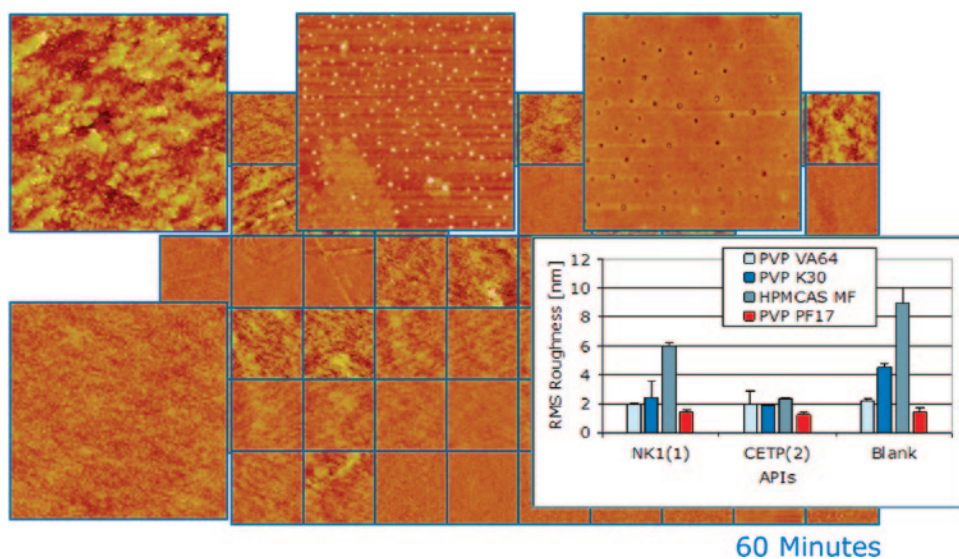 PVP VA64
PVP K30
HPMCAS MF
PVP PF17
RMS Roughness [nm]
12
10
8
6
4
2
0
NK1(1) CETP(2) Blank
APIs
60 Minutes